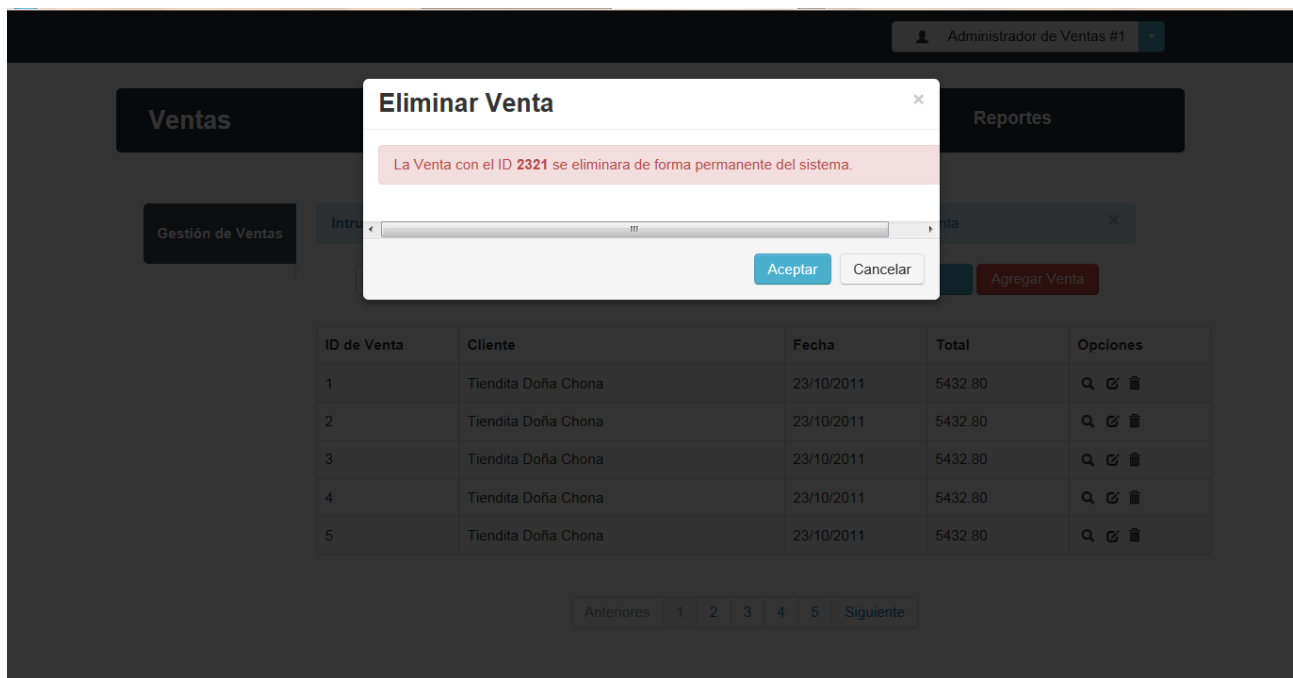 Administrador de Ventas #1
Eliminar Venta ×
Ventas
Reportes
La Venta con el ID 2321 se eliminara de forma permanente del sistema.
Gestión de Ventas
Aceptar Cancelar
Agregar Venta
ID de Venta Cliente Fecha Total Opciones
1 Tiendita Doña Chona 23/10/2011 5432.80
2 Tiendita Doña Chona 23/10/2011 5432.80
3 Tiendita Doña Chona 23/10/2011 5432.80
4 Tiendita Doña Chona 23/10/2011 5432.80
5 Tiendita Doña Chona 23/10/2011 5432.80
Anteriores 1 2 3 4 5 Siguiente